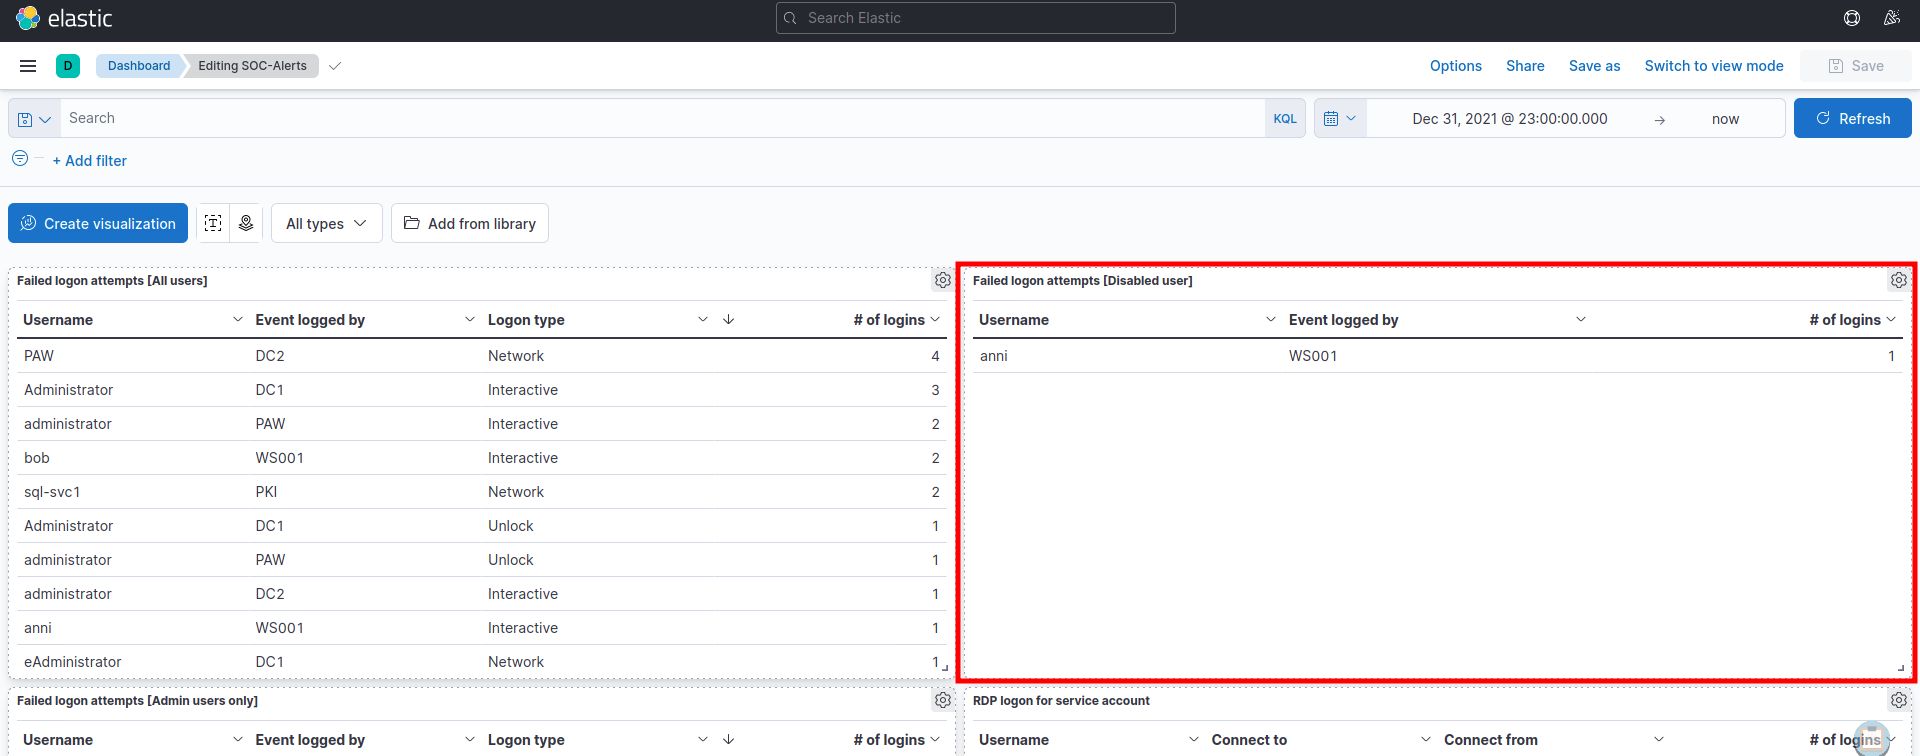 elastic
Search Elastic
D
Dashboard
Editing SOC-Alerts
Options
Share
Save as
Switch to view mode
Save
Search
KQL
Dec 31, 2021 @ 23:00:00.000
→
now
Refresh
+ Add filter
Create visualization
T
All types
Add from library
Failed logon attempts [All users]
Username Event logged by Logon type ↓ # of logins
PAW DC2 Network 4
Administrator DC1 Interactive 3
administrator PAW Interactive 2
bob WS001 Interactive 2
sql-svc1 PKI Network 2
Administrator DC1 Unlock 1
administrator PAW Unlock 1
administrator DC2 Interactive 1
anni WS001 Interactive 1
eAdministrator DC1 Network 1
Failed logon attempts [Disabled user]
Username Event logged by # of logins
anni WS001 1
Failed logon attempts [Admin users only]
Username Event logged by Logon type ↓ # of logins
RDP logon for service account
Username Connect to Connect from # of logins